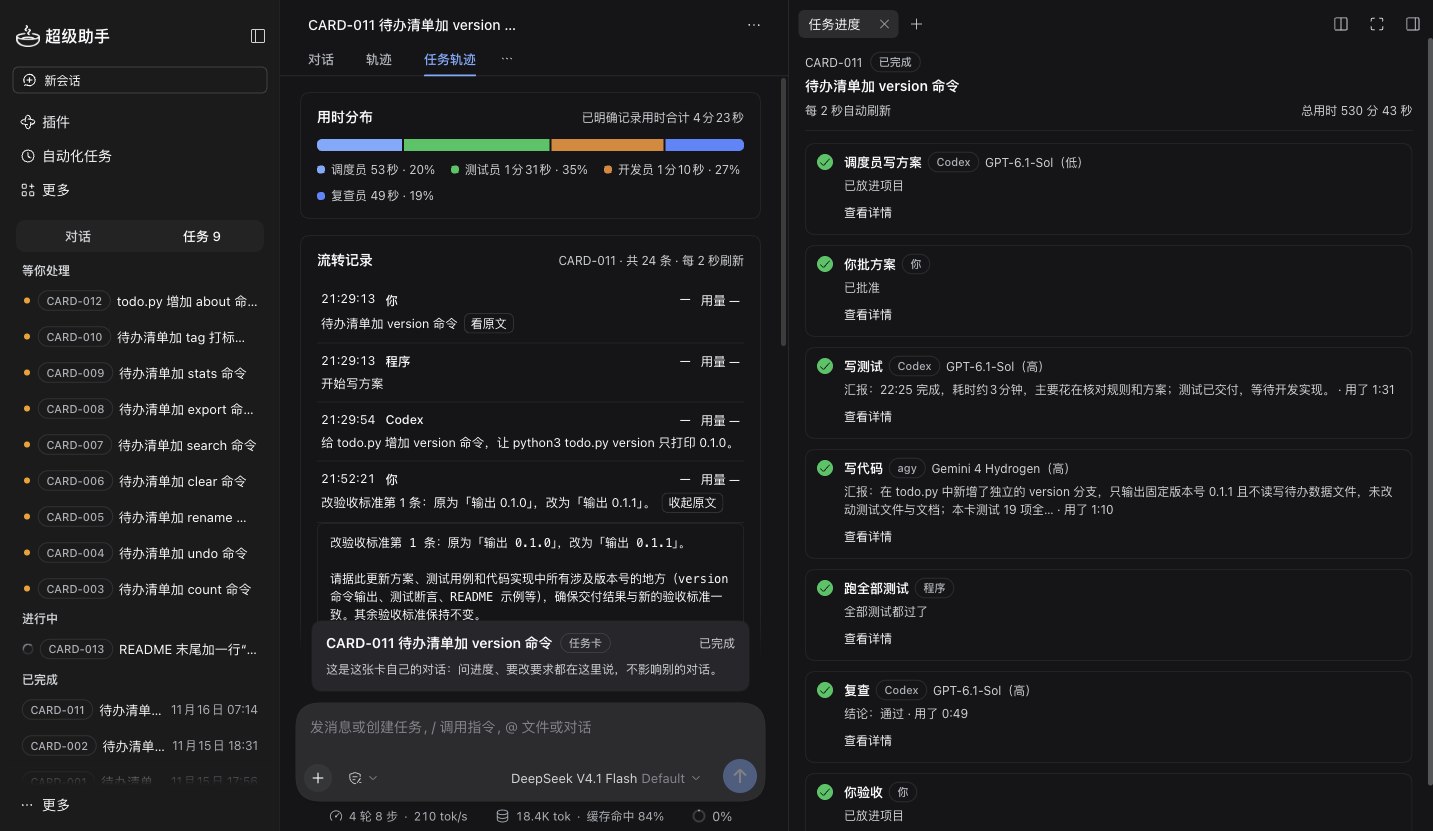 超级助手
新会话
插件
自动化任务
更多
对话
任务 9
等你处理
CARD-012 todo.py 增加 about 命...
CARD-010 待办清单加 tag 打标...
CARD-009 待办清单加 stats 命令
CARD-008 待办清单加 export 命...
CARD-007 待办清单加 search 命令
CARD-006 待办清单加 clear 命令
CARD-005 待办清单加 rename ...
CARD-004 待办清单加 undo 命令
CARD-003 待办清单加 count 命令
进行中
CARD-013 README 末尾加一行“...
已完成
CARD-011 待办清单... 11月16日 07:14
CARD-002 待办清单... 11月15日 18:31
CARD-001 待办清单... 11月15日 17:56
··· 更多
CARD-011 待办清单加 version ...
对话
轨迹
任务轨迹
用时分布
已明确记录用时合计 4分23秒
调度员 53秒 · 20%
测试员 1分31秒 · 35%
开发员 1分10秒 · 27%
复查员 49秒 · 19%
流转记录
CARD-011 · 共 24 条 · 每 2 秒刷新
21:29:13 你 — 用量 —
待办清单加 version 命令 看原文
21:29:13 程序 — 用量 —
开始写方案
21:29:54 Codex — 用量 —
给 todo.py 增加 version 命令，让 python3 todo.py version 只打印 0.1.0。
21:52:21 你 — 用量 —
改验收标准第 1 条：原为「输出 0.1.0」，改为「输出 0.1.1」。 收起原文
改验收标准第 1 条：原为「输出 0.1.0」，改为「输出 0.1.1」。
请据此更新方案、测试用例和代码实现中所有涉及版本号的地方（version
命令输出、测试断言、README 示例等），确保交付结果与新的验收标准一
致。其余验收标准保持不变。
CARD-011 待办清单加 version 命令 任务卡 已完成
这是这张卡自己的对话：问进度、要改要求都在这里说，不影响别的对话。
发消息或创建任务, / 调用指令, @ 文件或对话
DeepSeek V4.1 Flash Default
4 轮 8 步 · 210 tok/s
18.4K tok · 缓存命中 84%
0%
任务进度
CARD-011 已完成
待办清单加 version 命令
每 2 秒自动刷新
总用时 530 分 43 秒
调度员写方案 Codex GPT-6.1-Sol（低）
已放进项目
查看详情
你批方案 你
已批准
查看详情
写测试 Codex GPT-6.1-Sol（高）
汇报：22:25 完成，耗时约3分钟，主要花在核对规则和方案；测试已交付，等待开发实现。 · 用了 1:31
查看详情
写代码 agy Gemini 4 Hydrogen（高）
汇报：在 todo.py 中新增了独立的 version 分支，只输出固定版本号 0.1.1 且不读写待办数据文件，未改
动测试文件与文档；本卡测试 19 项全... · 用了 1:10
查看详情
跑全部测试 程序
全部测试都过了
查看详情
复查 Codex GPT-6.1-Sol（高）
结论：通过 · 用了 0:49
查看详情
你验收 你
已放进项目